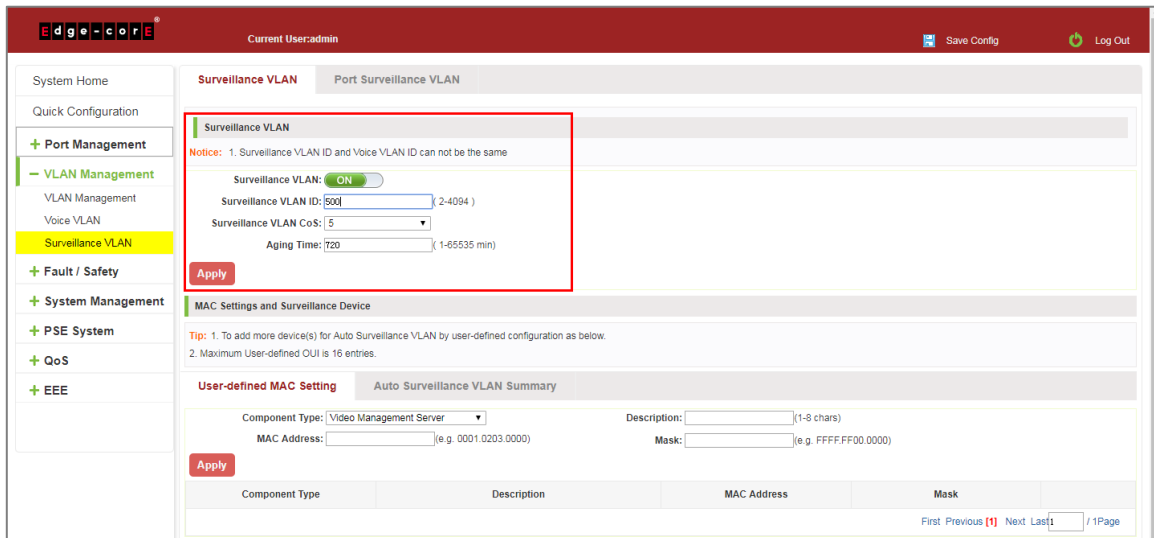 Edge-corE®
Current User:admin
Save Config
Log Out
System Home
Quick Configuration
+ Port Management
− VLAN Management
VLAN Management
Voice VLAN
Surveillance VLAN
+ Fault / Safety
+ System Management
+ PSE System
+ QoS
+ EEE
Surveillance VLAN Port Surveillance VLAN
Surveillance VLAN
Notice: 1. Surveillance VLAN ID and Voice VLAN ID can not be the same
Surveillance VLAN: ON
Surveillance VLAN ID: 500 ( 2-4094 )
Surveillance VLAN CoS: 5
Aging Time: 720 ( 1-65535 min)
Apply
MAC Settings and Surveillance Device
Tip: 1. To add more device(s) for Auto Surveillance VLAN by user-defined configuration as below.
2. Maximum User-defined OUI is 16 entries.
User-defined MAC Setting Auto Surveillance VLAN Summary
Component Type: Video Management Server Description: (1-8 chars)
MAC Address: (e.g. 0001.0203.0000) Mask: (e.g. FFFF.FF00.0000)
Apply
Component Type Description MAC Address Mask
First Previous [1] Next Last 1 / 1Page